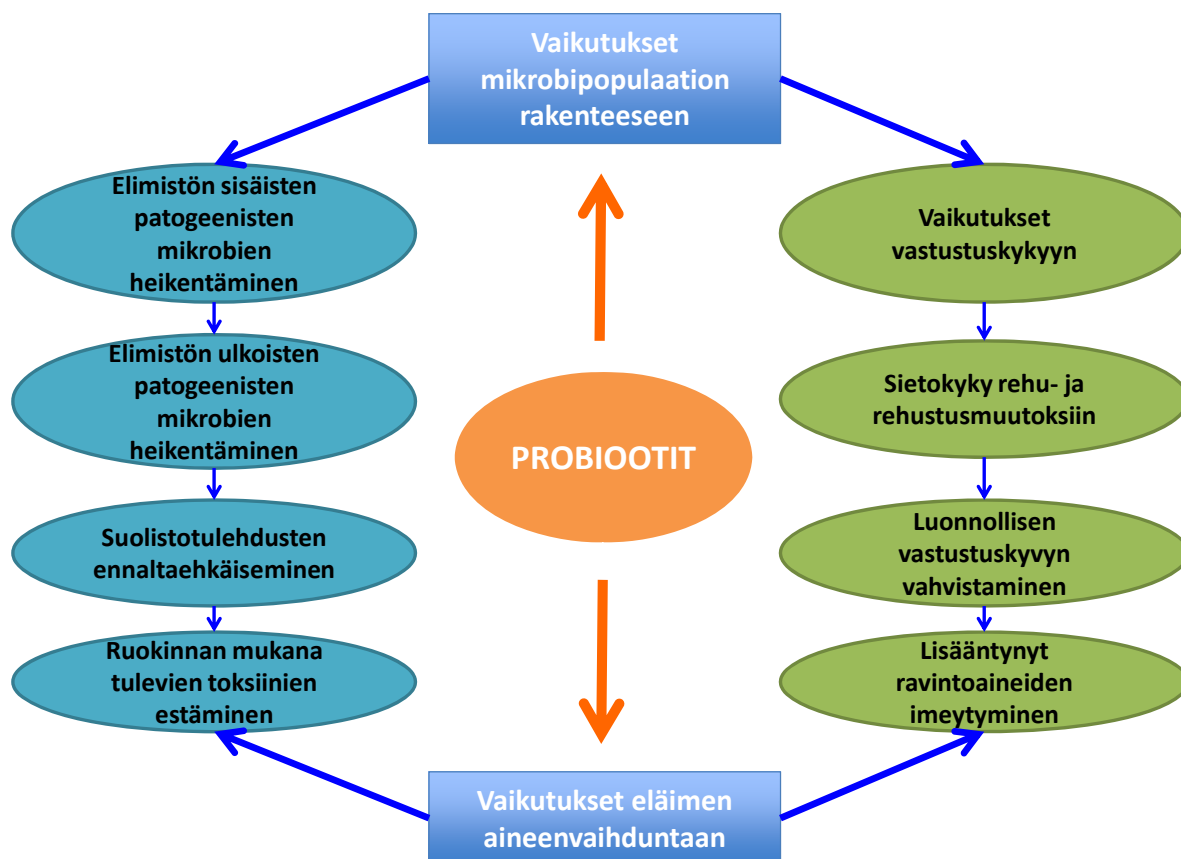 Vaikutukset
mikrobipopulaation
rakenteeseen
Elimistön sisäisten
patogeenisten
mikrobien
heikentäminen
Elimistön ulkoisten
patogeenisten
mikrobien
heikentäminen
Suolistotulehdusten
ennaltaehkäiseminen
Ruokinnan mukana
tulevien toksiinien
estäminen
PROBIOOTIT
Vaikutukset
vastustuskykyyn
Sietokyky rehu- ja
rehustusmuutoksiin
Luonnollisen
vastustuskyvyn
vahvistaminen
Lisääntynyt
ravintoaineiden
imeytyminen
Vaikutukset eläimen
aineenvaihduntaan